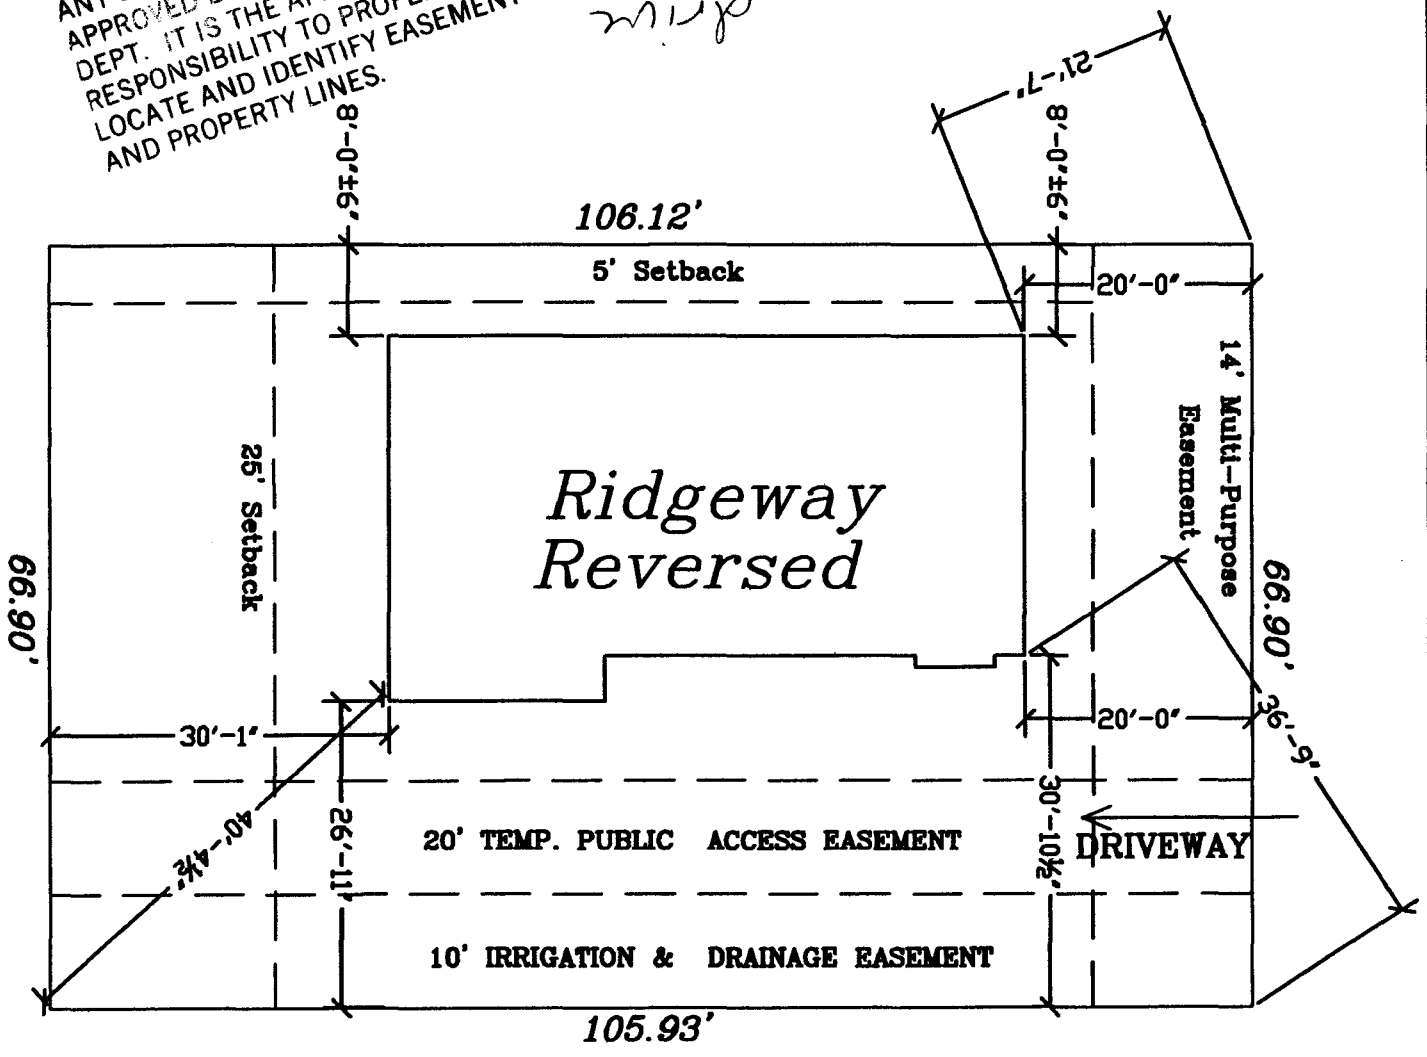 ANY
APPROVED
DEPT. IT IS THE
RESPONSIBILITY TO
LOCATE AND IDENTIFY EASEMENT
AND PROPERTY LINES.
drive
21'-7"
8'-0"±6"
8'-0"±6"
106.12'
5' Setback
20'-0"
14' Multi-Purpose
Easement
25' Setback
Ridgeway
Reversed
66.90'
66.90'
30'-1"
20'-0"
36'-9"
40'-4½"
26'-11"
30'-10½"
20' TEMP. PUBLIC ACCESS EASEMENT
DRIVEWAY
10' IRRIGATION & DRAINAGE EASEMENT
105.93'